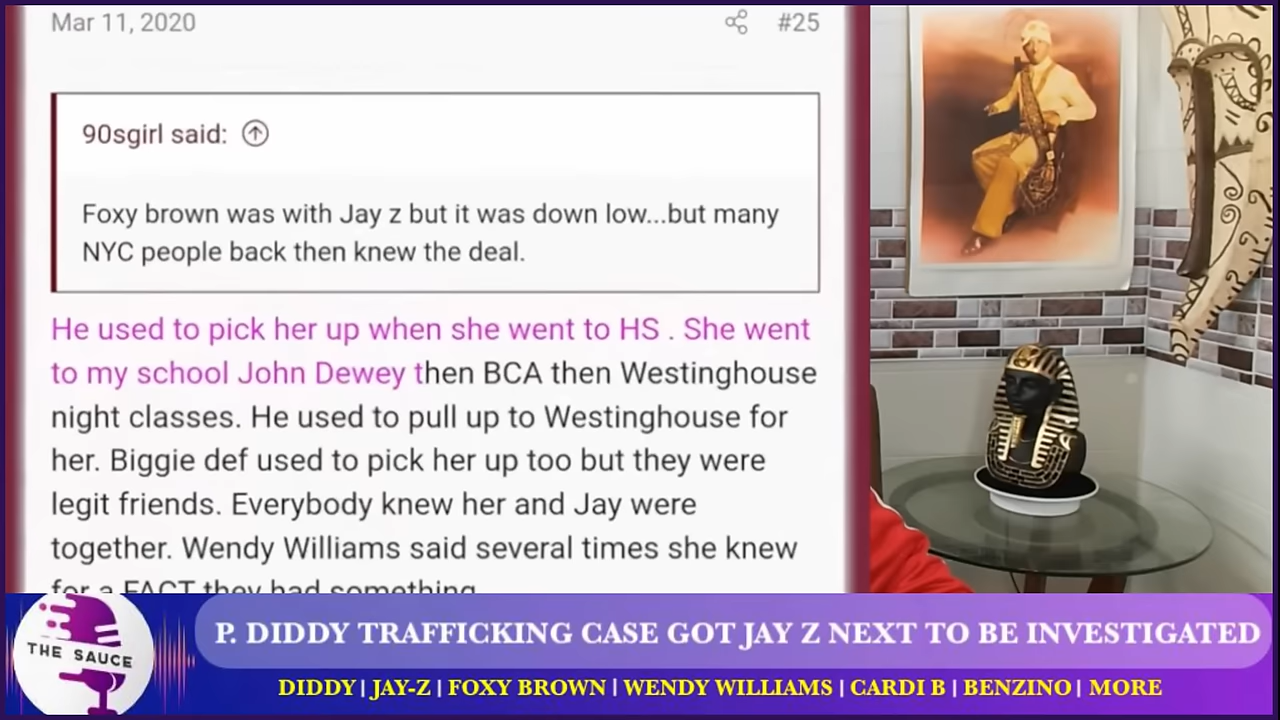 Mar 11, 2020
#25
90sgirl said:
Foxy brown was with Jay z but it was down low...but many
NYC people back then knew the deal.
He used to pick her up when she went to HS . She went
to my school John Dewey then BCA then Westinghouse
night classes. He used to pull up to Westinghouse for
her. Biggie def used to pick her up too but they were
legit friends. Everybody knew her and Jay were
together. Wendy Williams said several times she knew
for a FACT they had something
THE SAUCE
P. DIDDY TRAFFICKING CASE GOT JAY Z NEXT TO BE INVESTIGATED
DIDDY | JAY-Z | FOXY BROWN | WENDY WILLIAMS | CARDI B | BENZINO | MORE